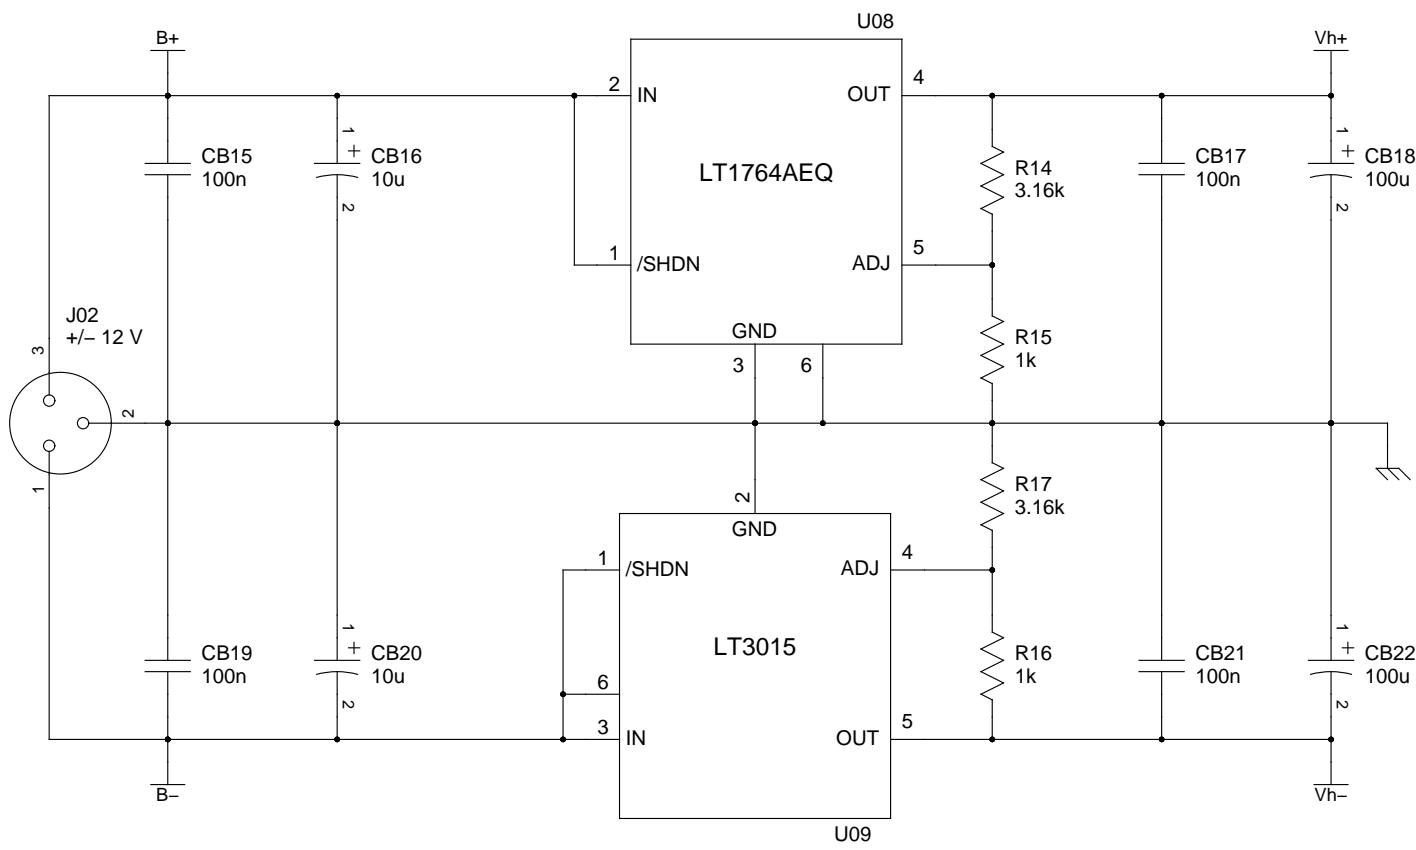 U08
B+
Vh+
2
IN
OUT
4
1
CB15
100n
+
CB16
10u
2
LT1764AEQ
R14
3.16k
CB17
100n
1
+
CB18
100u
2
1
/SHDN
ADJ
5
J02
+/− 12 V
3
GND
3
6
R15
1k
2
1
2
GND
R17
3.16k
1
/SHDN
ADJ
4
LT3015
CB19
100n
1
+
CB20
10u
2
6
3
IN
OUT
5
R16
1k
CB21
100n
1
+
CB22
100u
2
B−
Vh−
U09